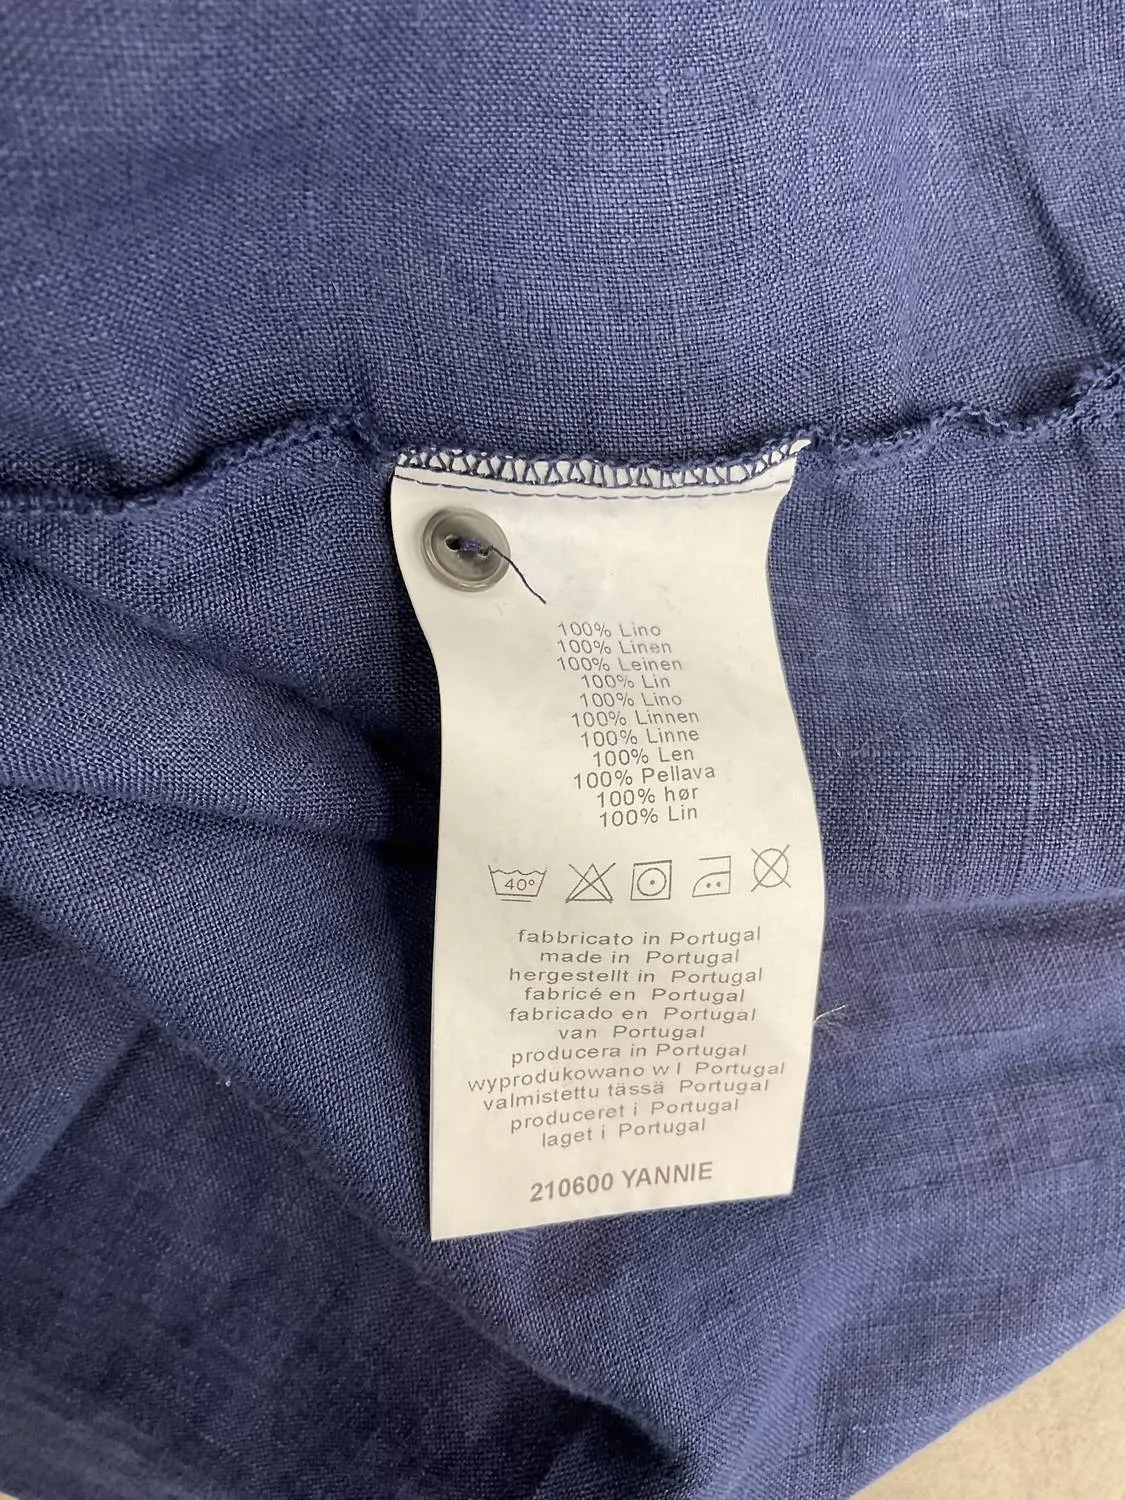 100% Lino
100% Linen
100% Leinen
100% Lin
100% Lino
100% Linnen
100% Linne
100% Len
100% Pellava
100% hør
100% Lin
40°
fabbricato in Portugal
made in Portugal
hergestellt in Portugal
fabricé en Portugal
fabricado en Portugal
van Portugal
producera in Portugal
wyprodukowano w l Portugal
valmistettu tässä Portugal
produceret i Portugal
laget i Portugal
210600 YANNIE